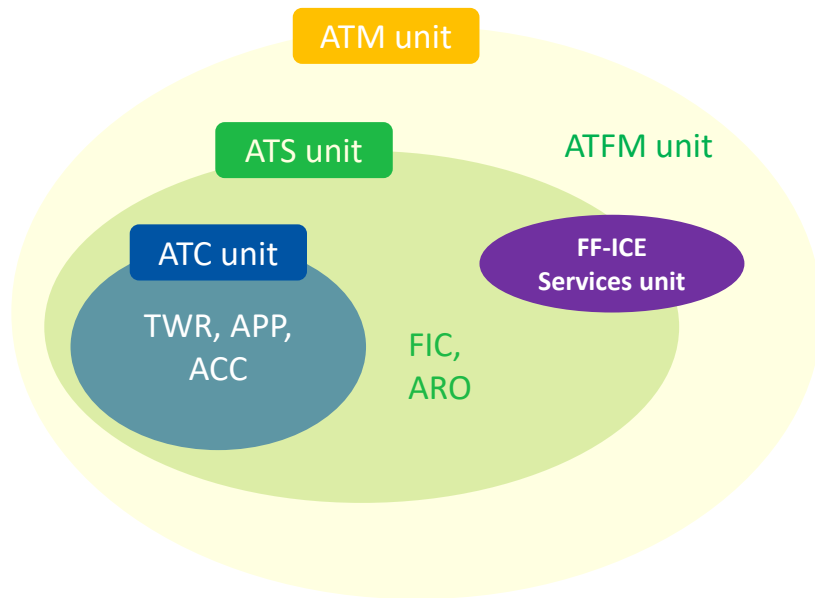 ATM unit
ATS unit
ATFM unit
ATC unit
FF-ICE
Services unit
TWR, APP,
ACC
FIC,
ARO